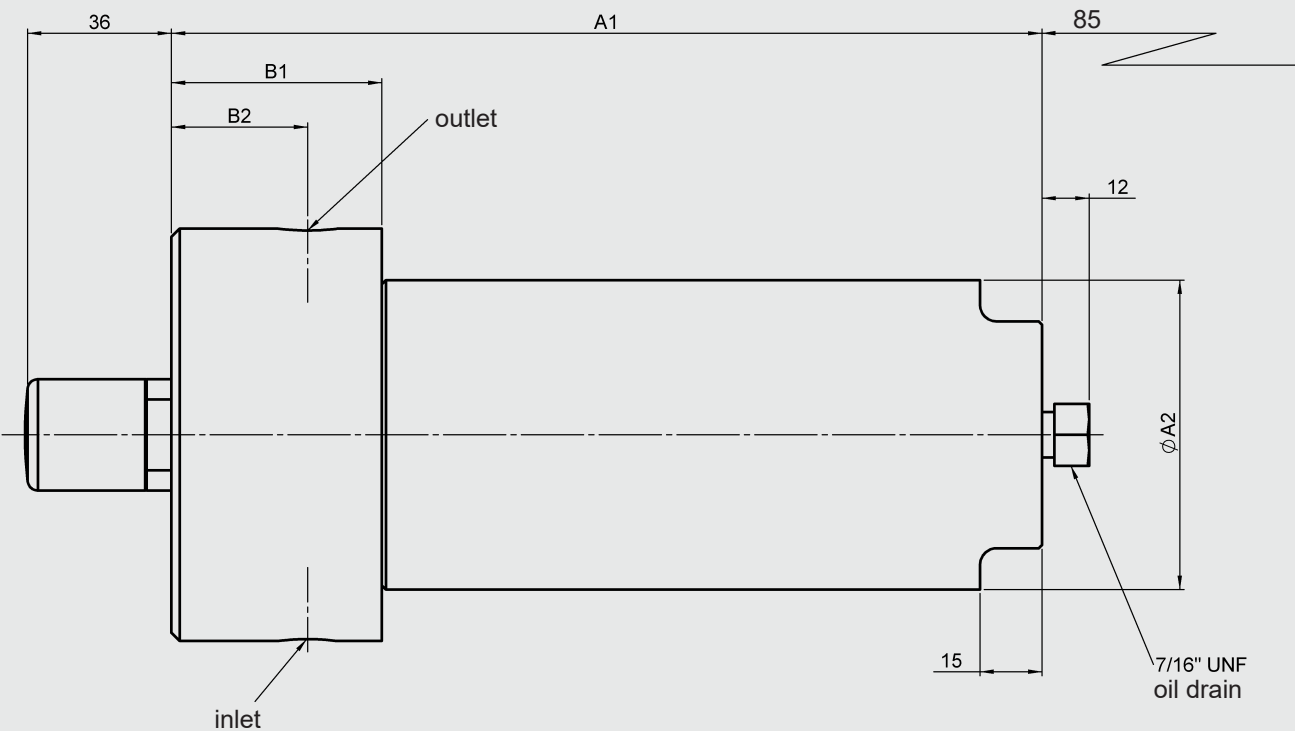 36
A1
85
B1
B2
outlet
12
⌀A2
15
7/16" UNF
oil drain
inlet